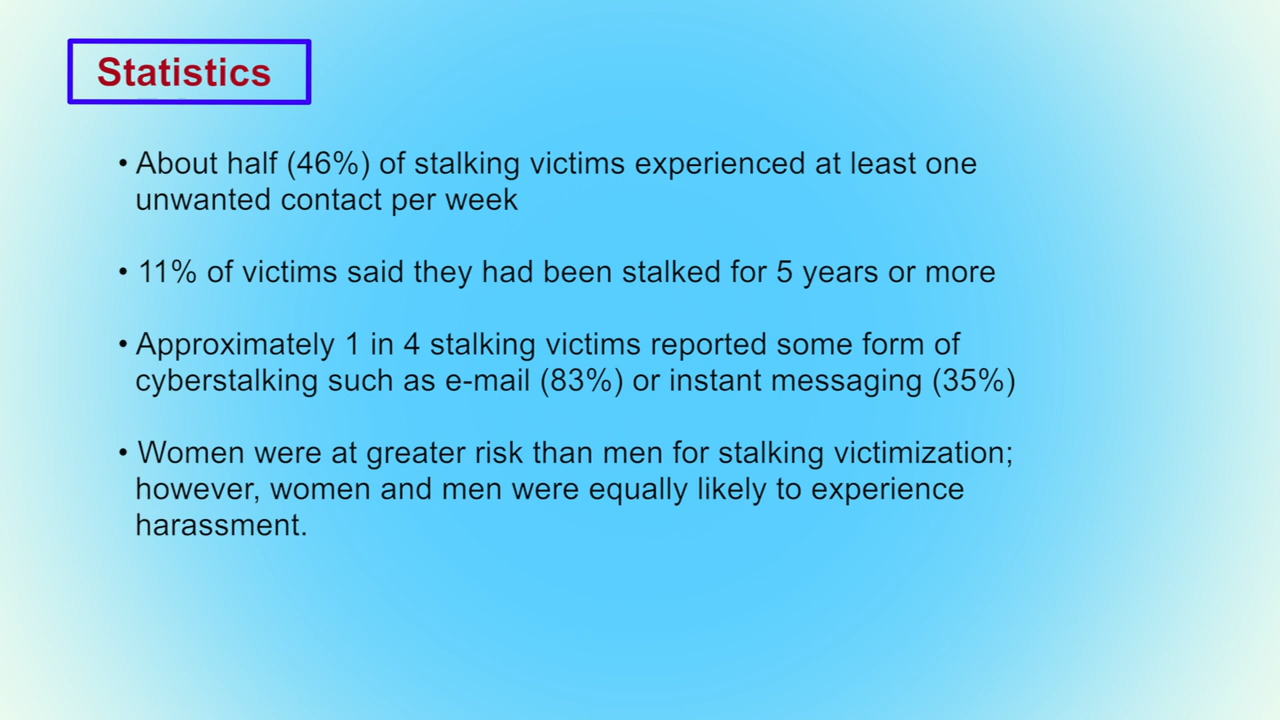 Statistics
• About half (46%) of stalking victims experienced at least one
unwanted contact per week
• 11% of victims said they had been stalked for 5 years or more
• Approximately 1 in 4 stalking victims reported some form of
cyberstalking such as e-mail (83%) or instant messaging (35%)
• Women were at greater risk than men for stalking victimization;
however, women and men were equally likely to experience
harassment.